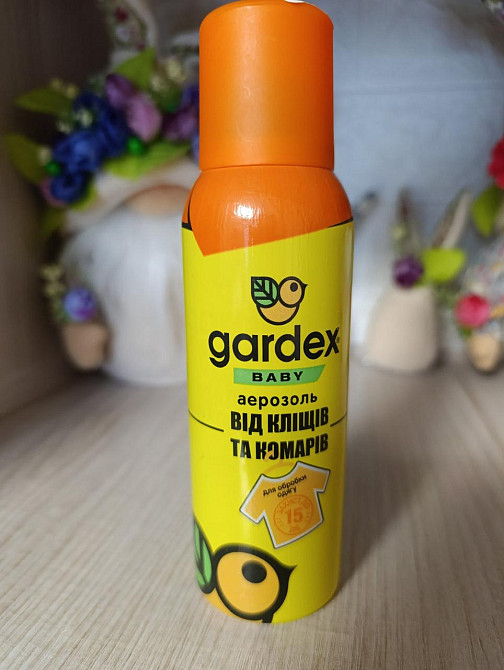 gardex
BABY
аерозоль
ВІД КЛІЩІВ
ТА КОМАРІВ
для обробки
одягу
15